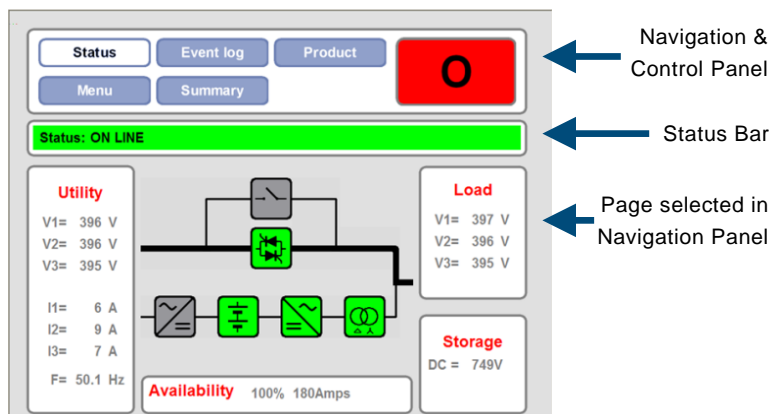 Status Event log Product
Menu Summary
O
Navigation &
Control Panel
Status: ON LINE
Status Bar
Utility
V1= 396 V
V2= 396 V
V3= 395 V
I1= 6 A
I2= 9 A
I3= 7 A
F= 50.1 Hz
Load
V1= 397 V
V2= 396 V
V3= 395 V
Page selected in
Navigation Panel
Storage
DC = 749V
Availability 100% 180Amps